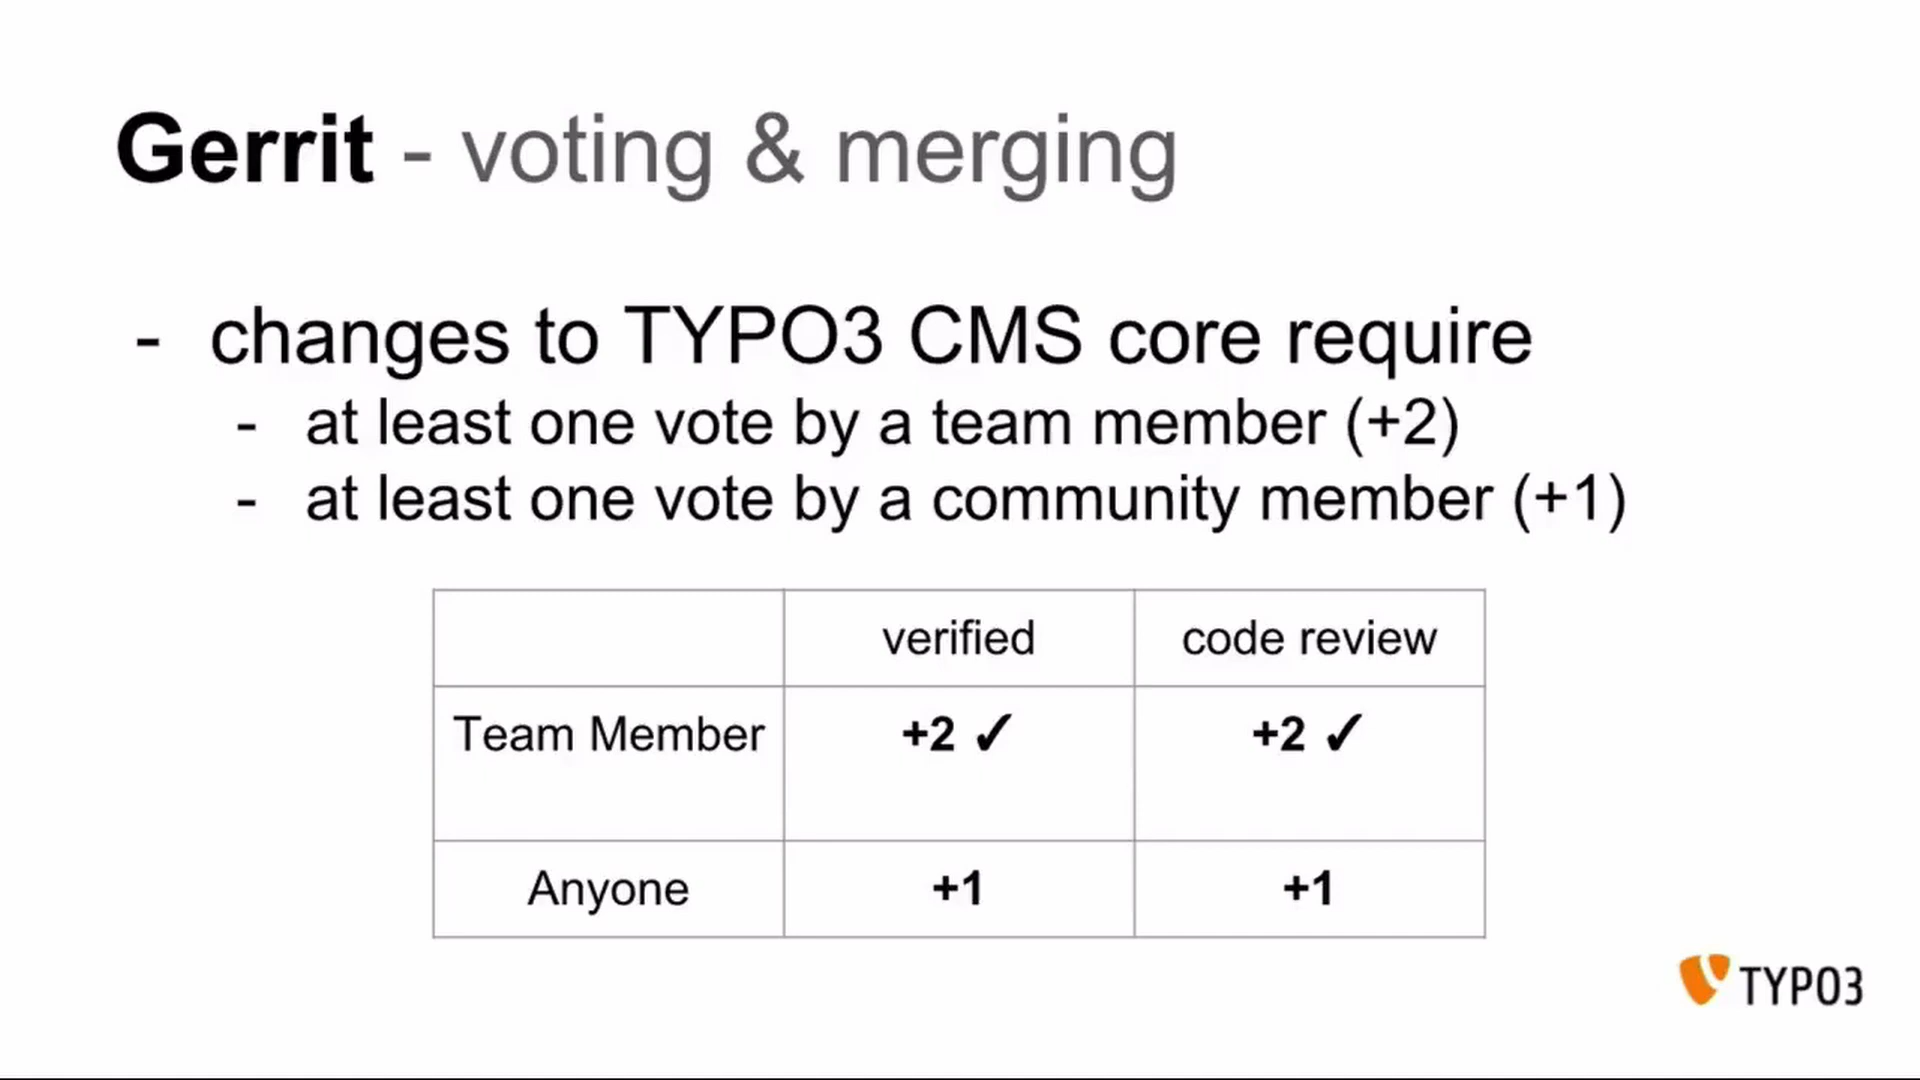 Gerrit - voting & merging
- changes to TYPO3 CMS core require
- at least one vote by a team member (+2)
- at least one vote by a community member (+1)
verified code review
Team Member +2 ✓ +2 ✓
Anyone +1 +1
TYPO3